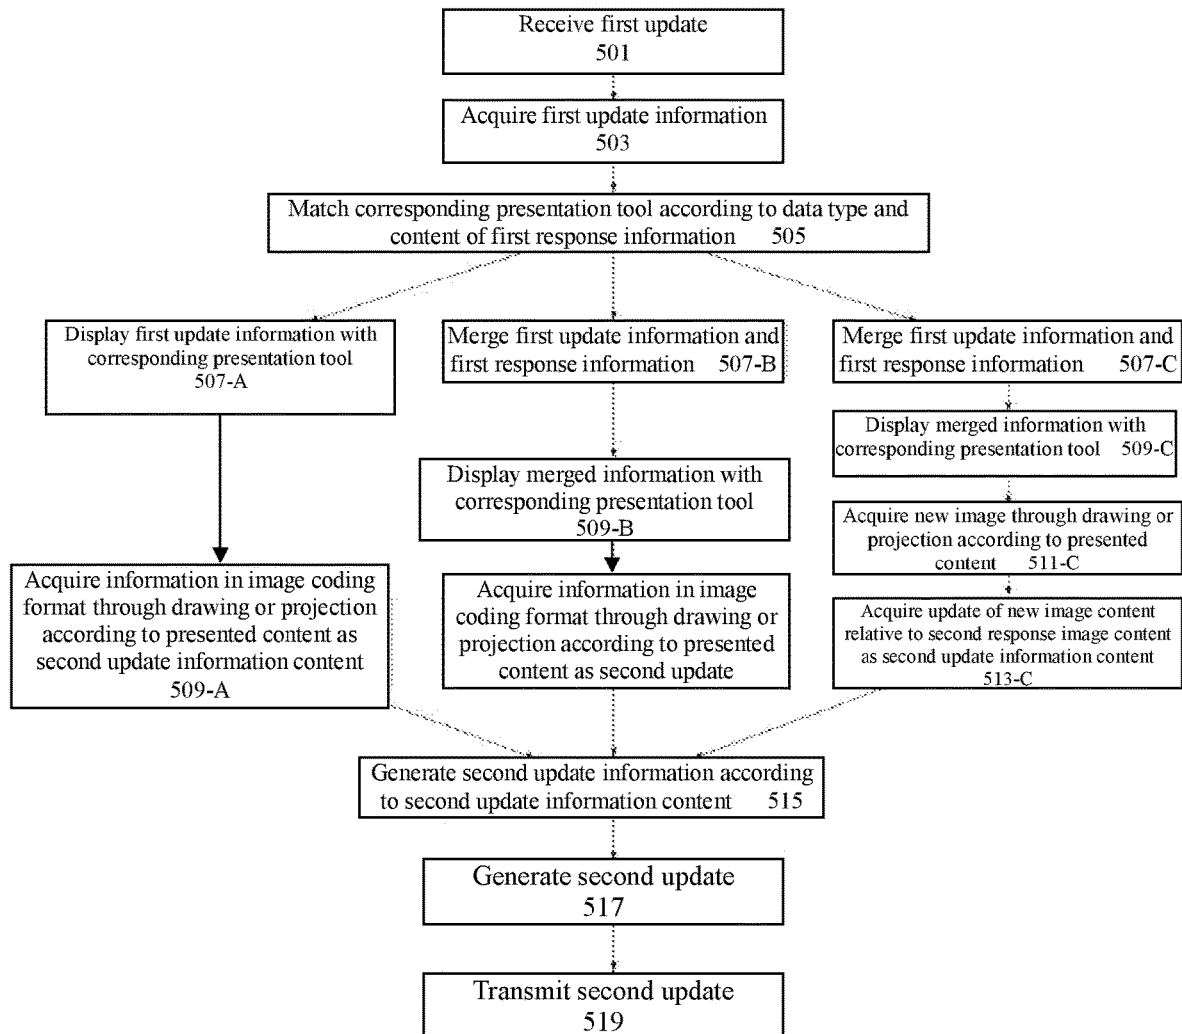 Receive first update
501
Acquire first update information
503
Match corresponding presentation tool according to data type and
content of first response information 505
Display first update information with
corresponding presentation tool
507-A
Acquire information in image coding
format through drawing or projection
according to presented content as
second update information content
509-A
Merge first update information and
first response information 507-B
Display merged information with
corresponding presentation tool
509-B
Acquire information in image
coding format through drawing or
projection according to presented
content as second update
Merge first update information and
first response information 507-C
Display merged information with
corresponding presentation tool 509-C
Acquire new image through drawing or
projection according to presented
content 511-C
Acquire update of new image content
relative to second response image content
as second update information content
513-C
Generate second update information according
to second update information content 515
Generate second update
517
Transmit second update
519